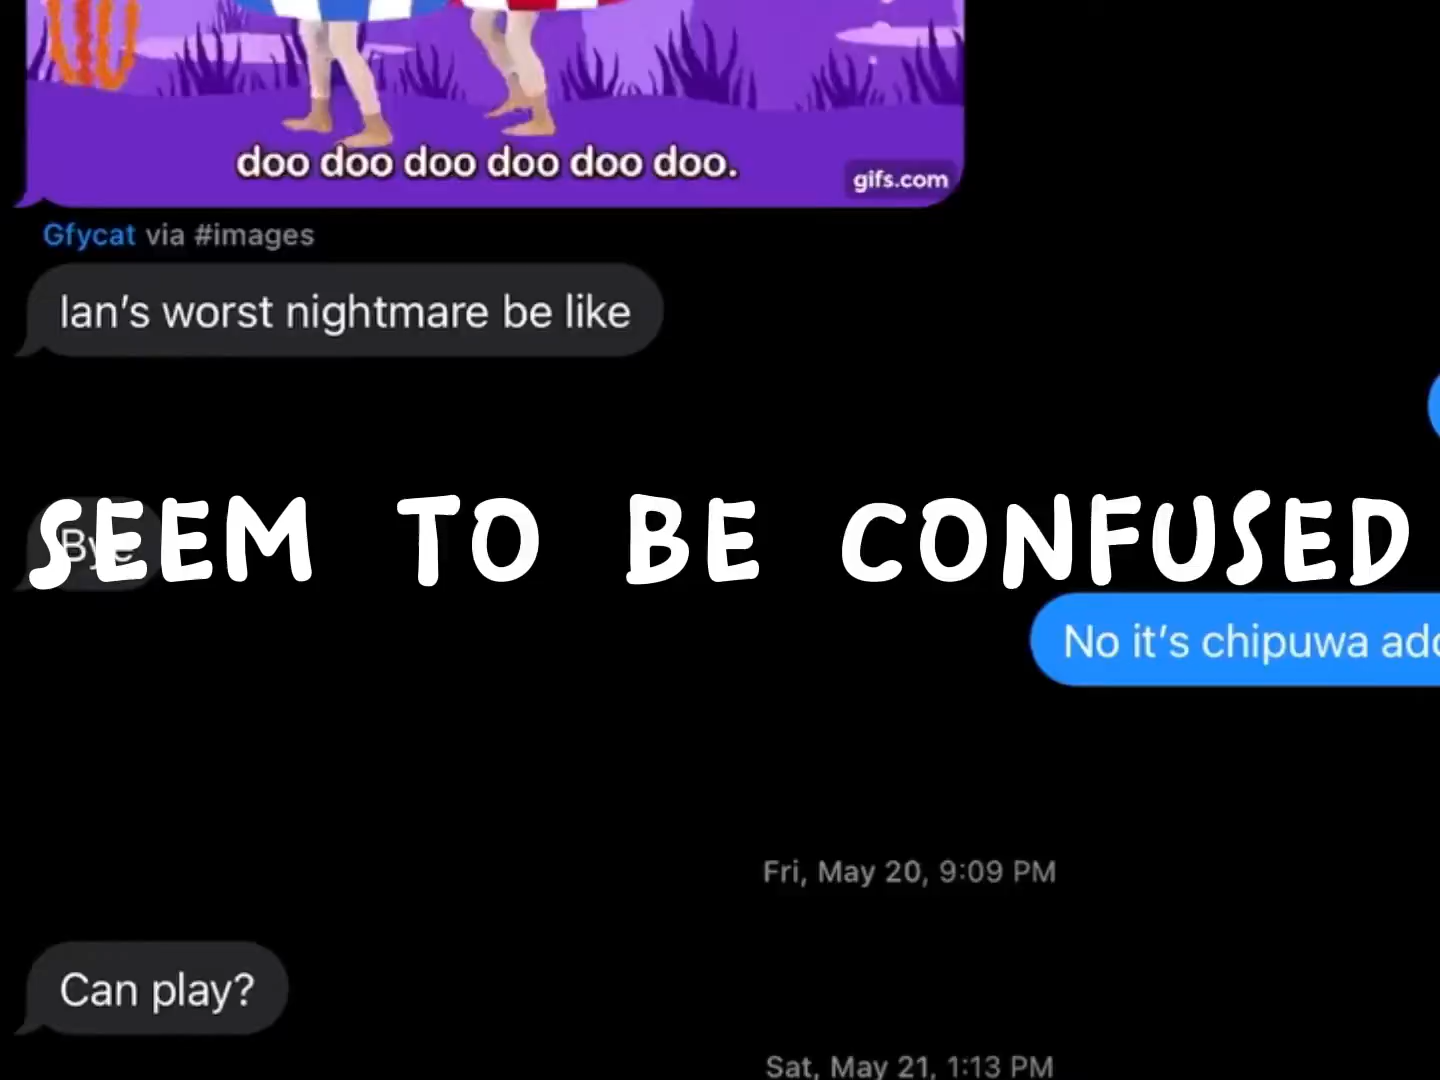 doo doo doo doo doo doo.
gifs.com
Gfycat via #images
Ian's worst nightmare be like
SEEM TO BE CONFUSED
Bye
No it's chipuwa
Fri, May 20, 9:09 PM
Can play?
Sat, May 21, 1:13 PM